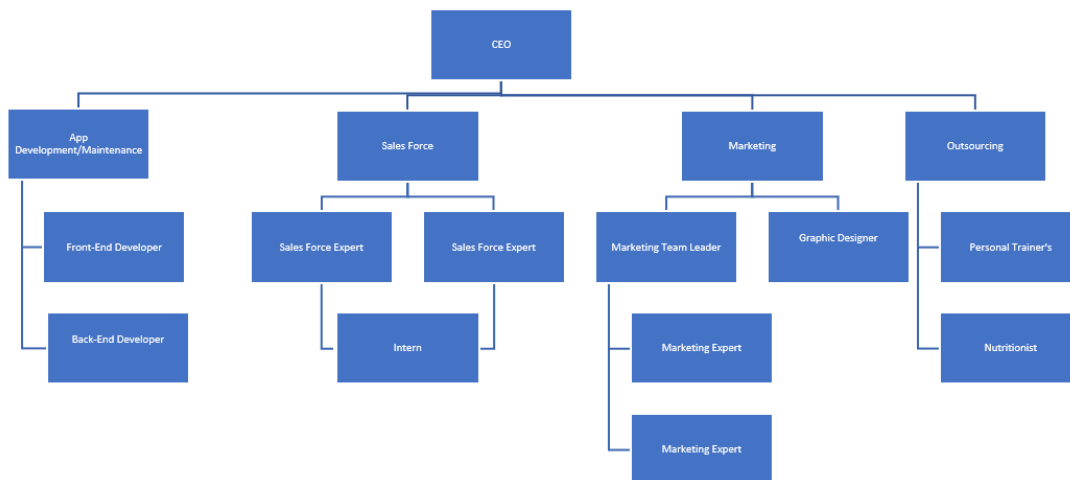 CEO
App
Development/Maintenance
Sales Force
Marketing
Outsourcing
Front-End Developer
Sales Force Expert
Sales Force Expert
Marketing Team Leader
Graphic Designer
Personal Trainer's
Back-End Developer
Intern
Marketing Expert
Nutritionist
Marketing Expert